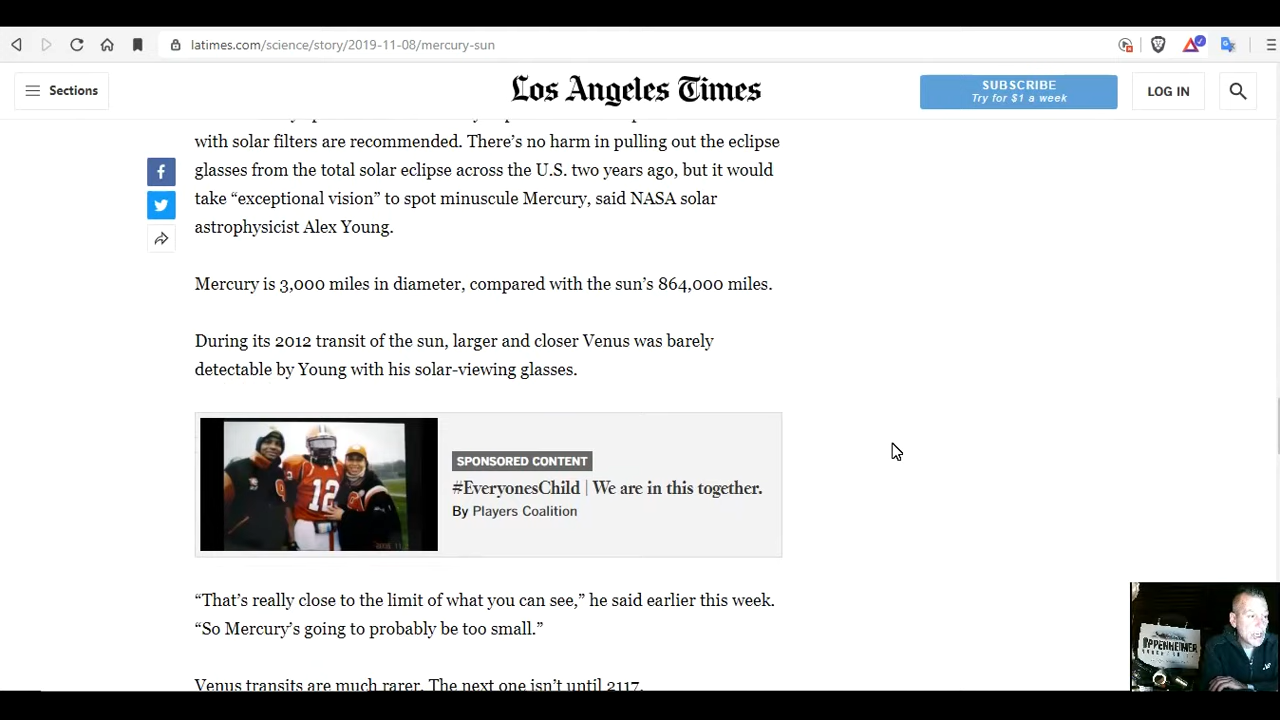 latimes.com/science/story/2019-11-08/mercury-sun
Sections
Los Angeles Times
SUBSCRIBE
Try for $1 a week
LOG IN
with solar filters are recommended. There's no harm in pulling out the eclipse
glasses from the total solar eclipse across the U.S. two years ago, but it would
take “exceptional vision” to spot minuscule Mercury, said NASA solar
astrophysicist Alex Young.
Mercury is 3,000 miles in diameter, compared with the sun’s 864,000 miles.
During its 2012 transit of the sun, larger and closer Venus was barely
detectable by Young with his solar-viewing glasses.
12
SPONSORED CONTENT
#EveryonesChild | We are in this together.
By Players Coalition
“That’s really close to the limit of what you can see,” he said earlier this week.
“So Mercury’s going to probably be too small.”
Venus transits are much rarer. The next one isn’t until 2117.
OPPENHEIMER